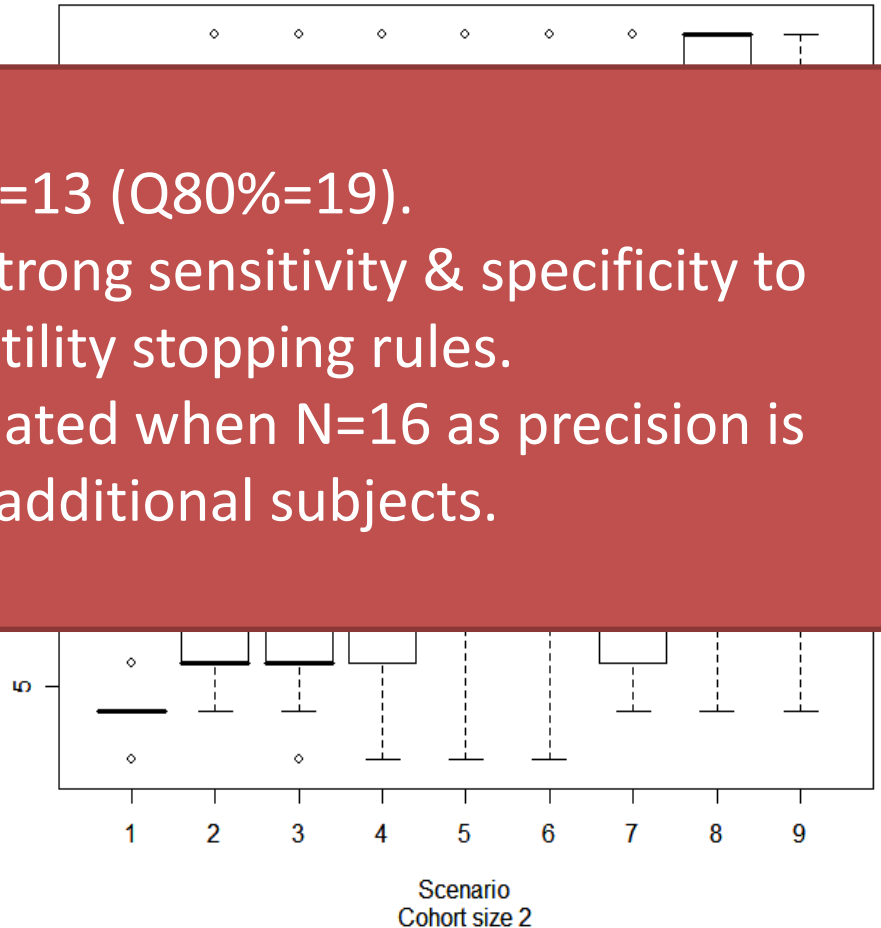 =13 (Q80%=19).
trong sensitivity & specificity to
tility stopping rules.
ated when N=16 as precision is
additional subjects.
5
1 2 3 4 5 6 7 8 9
Scenario
Cohort size 2